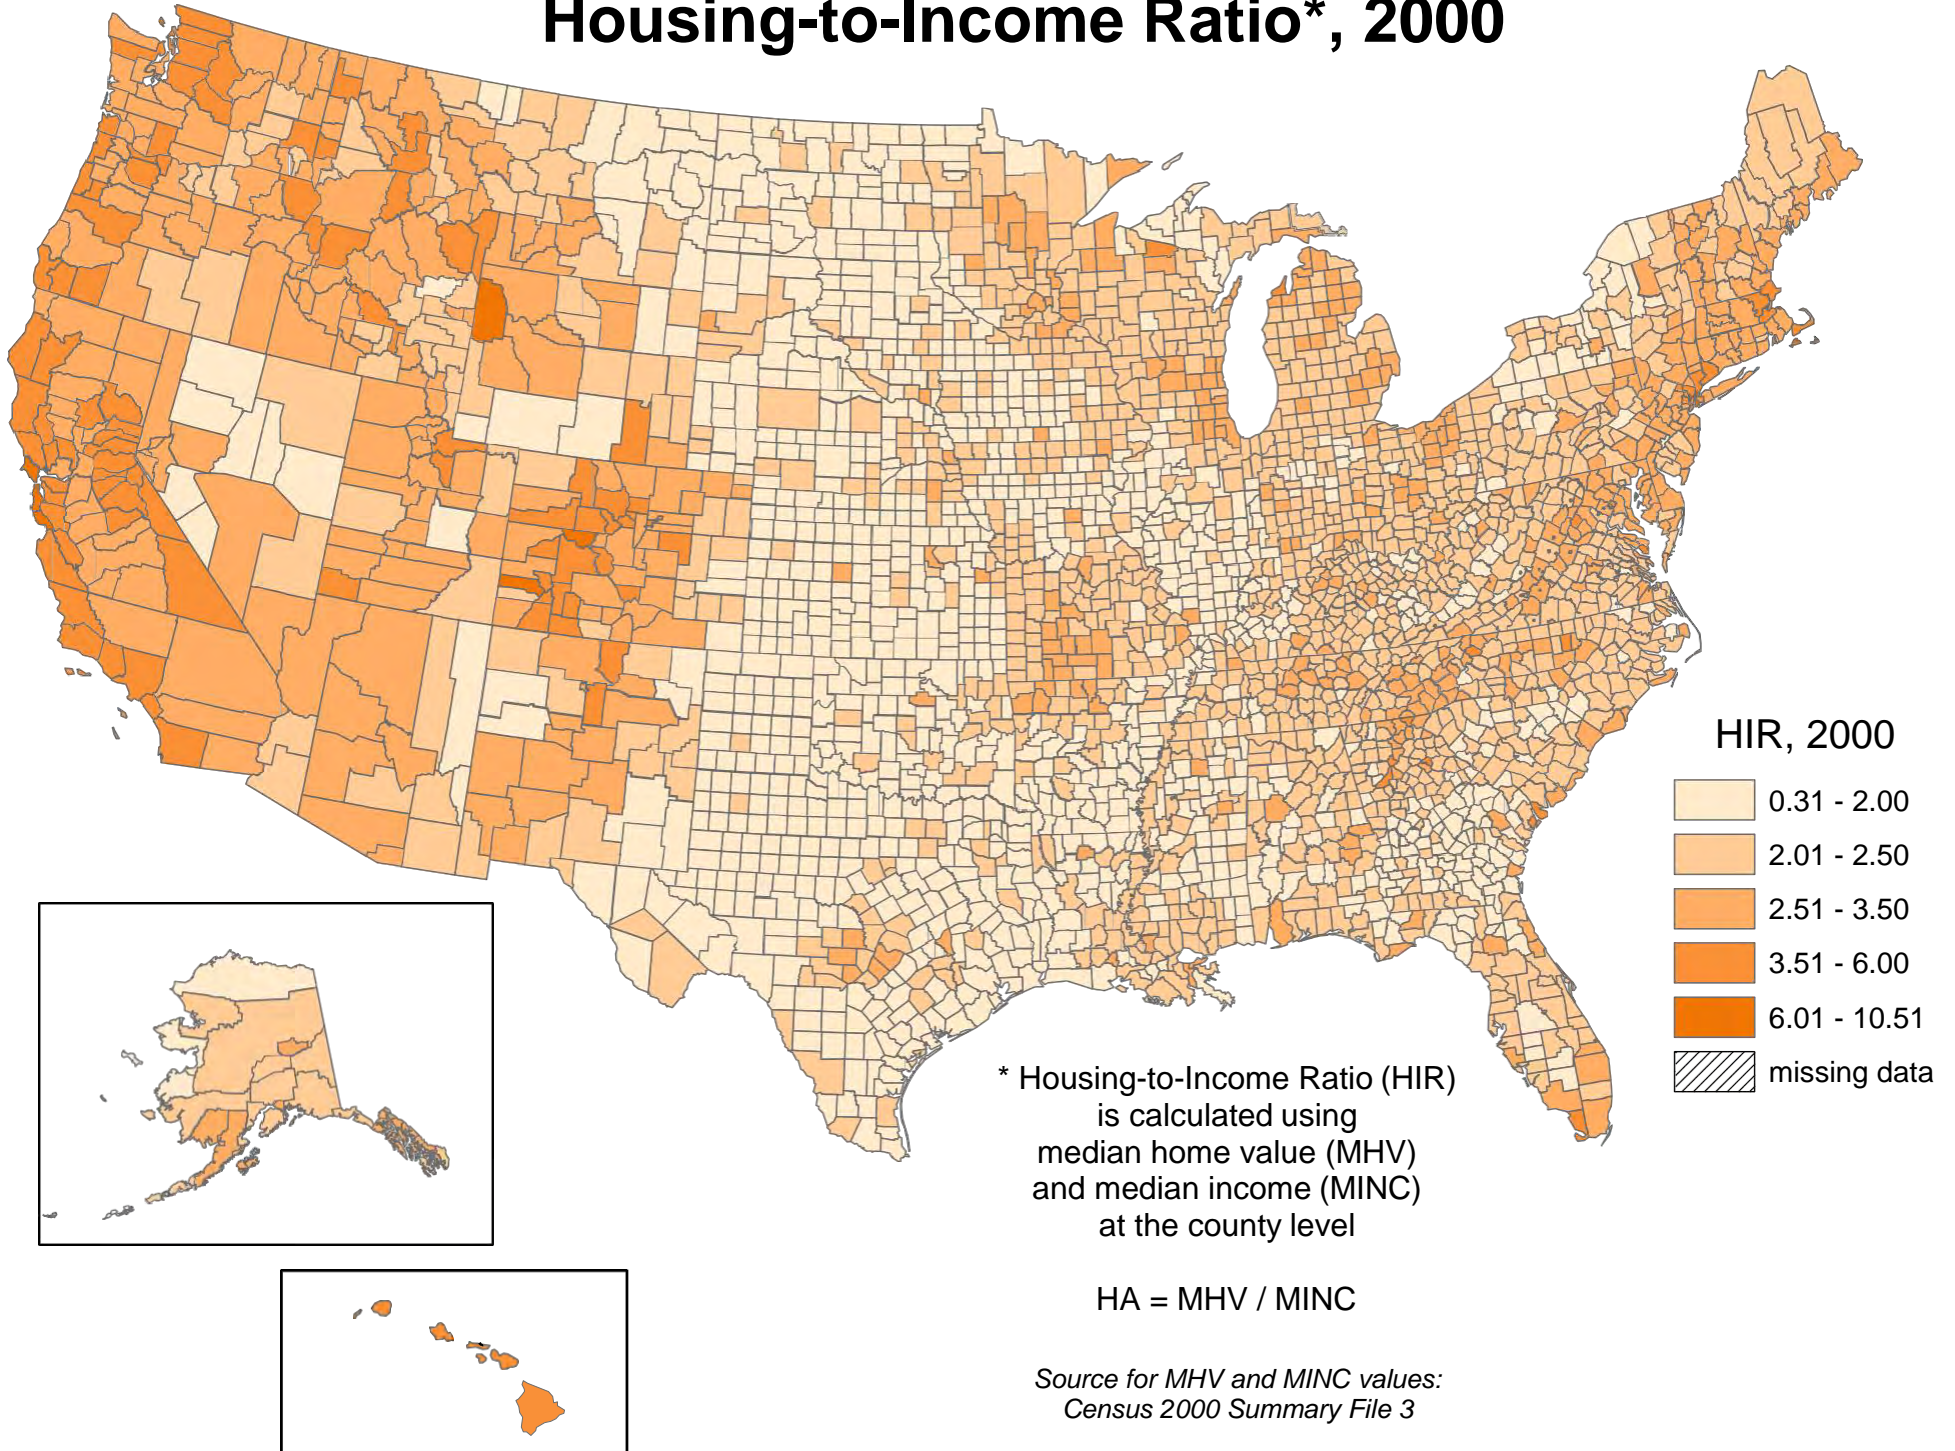 Housing-to-Income Ratio*, 2000
HIR, 2000
0.31 - 2.00
2.01 - 2.50
2.51 - 3.50
3.51 - 6.00
6.01 - 10.51
missing data
* Housing-to-Income Ratio (HIR)
is calculated using
median home value (MHV)
and median income (MINC)
at the county level
HA = MHV / MINC
Source for MHV and MINC values:
Census 2000 Summary File 3